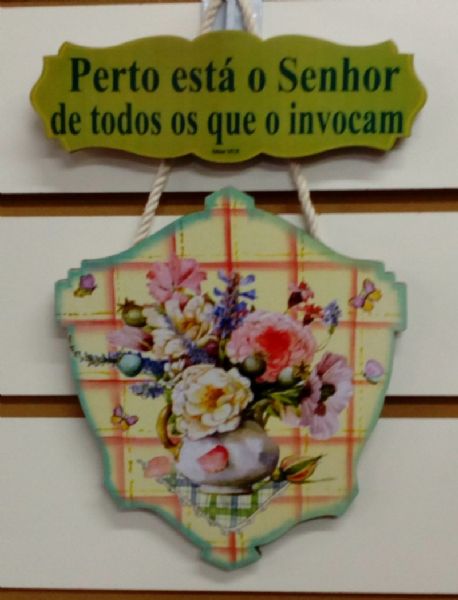 Perto está o Senhor
de todos os que o invocam